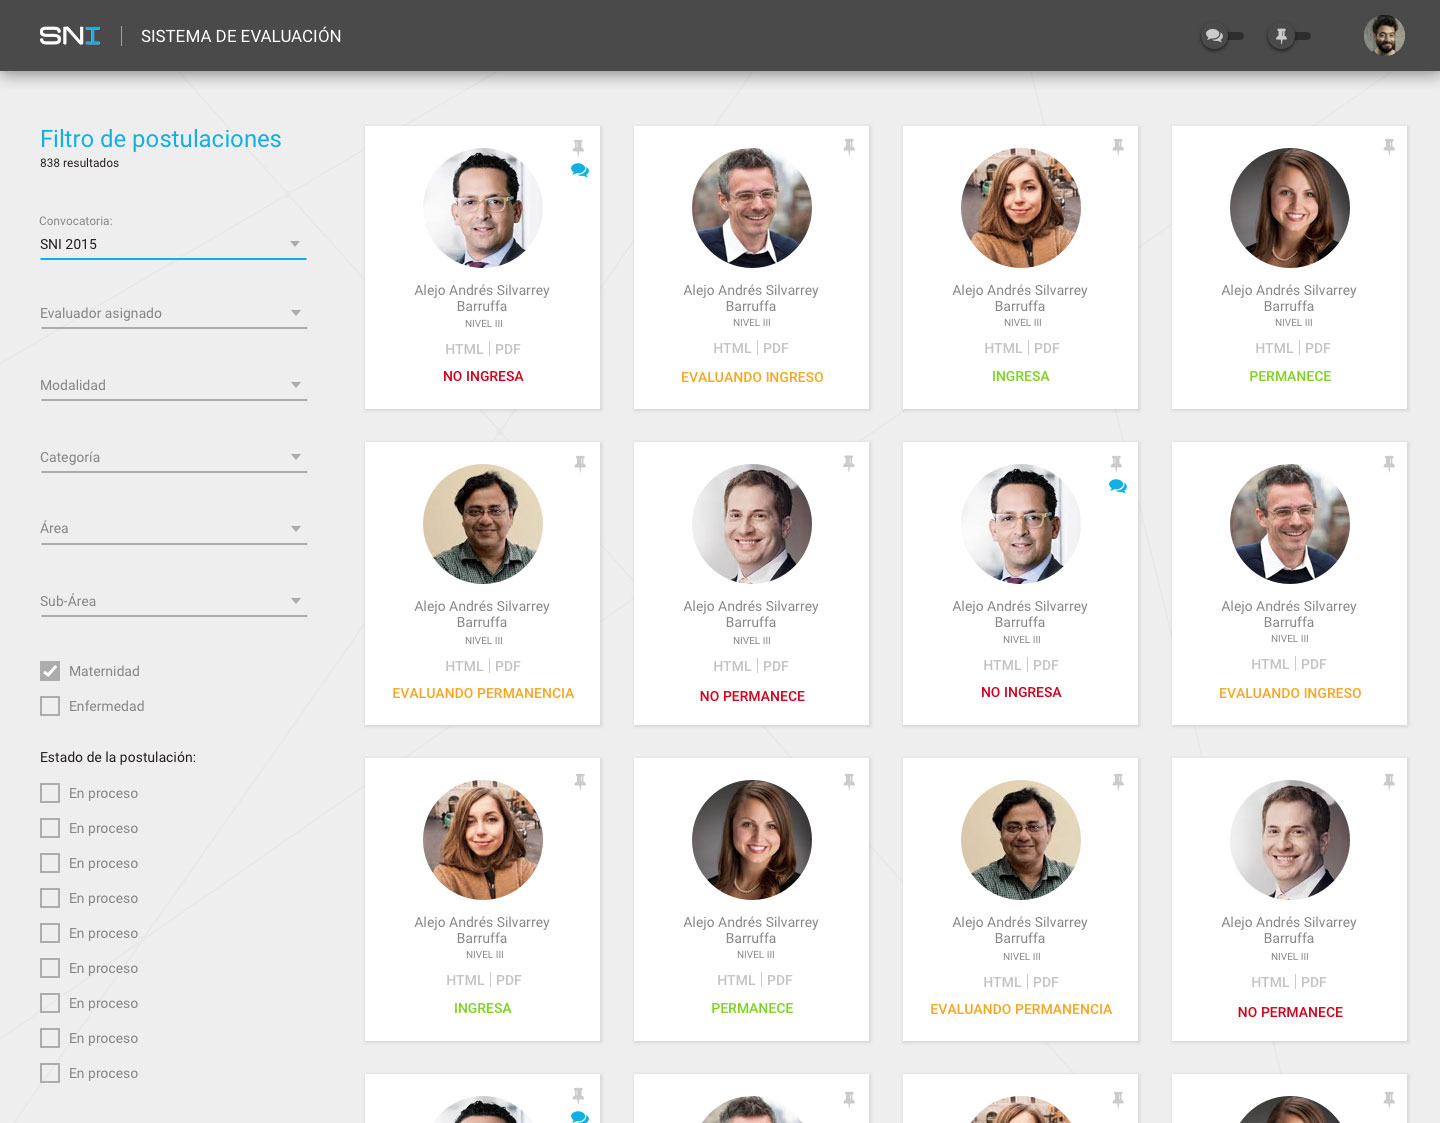 SNI
SISTEMA DE EVALUACIÓN
Filtro de postulaciones
838 resultados
Convocatoria:
SNI 2015
Evaluador asignado
Modalidad
Categoría
Área
Sub-Área
Maternidad
Enfermedad
Estado de la postulación:
En proceso
En proceso
En proceso
En proceso
En proceso
En proceso
En proceso
En proceso
En proceso
Alejo Andrés Silvarrey
Barruffa
NIVEL III
HTML | PDF
NO INGRESA
Alejo Andrés Silvarrey
Barruffa
NIVEL III
HTML | PDF
EVALUANDO INGRESO
Alejo Andrés Silvarrey
Barruffa
NIVEL III
HTML | PDF
INGRESA
Alejo Andrés Silvarrey
Barruffa
NIVEL III
HTML | PDF
PERMANECE
Alejo Andrés Silvarrey
Barruffa
NIVEL III
HTML | PDF
EVALUANDO PERMANENCIA
Alejo Andrés Silvarrey
Barruffa
NIVEL III
HTML | PDF
NO PERMANECE
Alejo Andrés Silvarrey
Barruffa
NIVEL III
HTML | PDF
NO INGRESA
Alejo Andrés Silvarrey
Barruffa
NIVEL III
HTML | PDF
EVALUANDO INGRESO
Alejo Andrés Silvarrey
Barruffa
NIVEL III
HTML | PDF
INGRESA
Alejo Andrés Silvarrey
Barruffa
NIVEL III
HTML | PDF
PERMANECE
Alejo Andrés Silvarrey
Barruffa
NIVEL III
HTML | PDF
EVALUANDO PERMANENCIA
Alejo Andrés Silvarrey
Barruffa
NIVEL III
HTML | PDF
NO PERMANECE